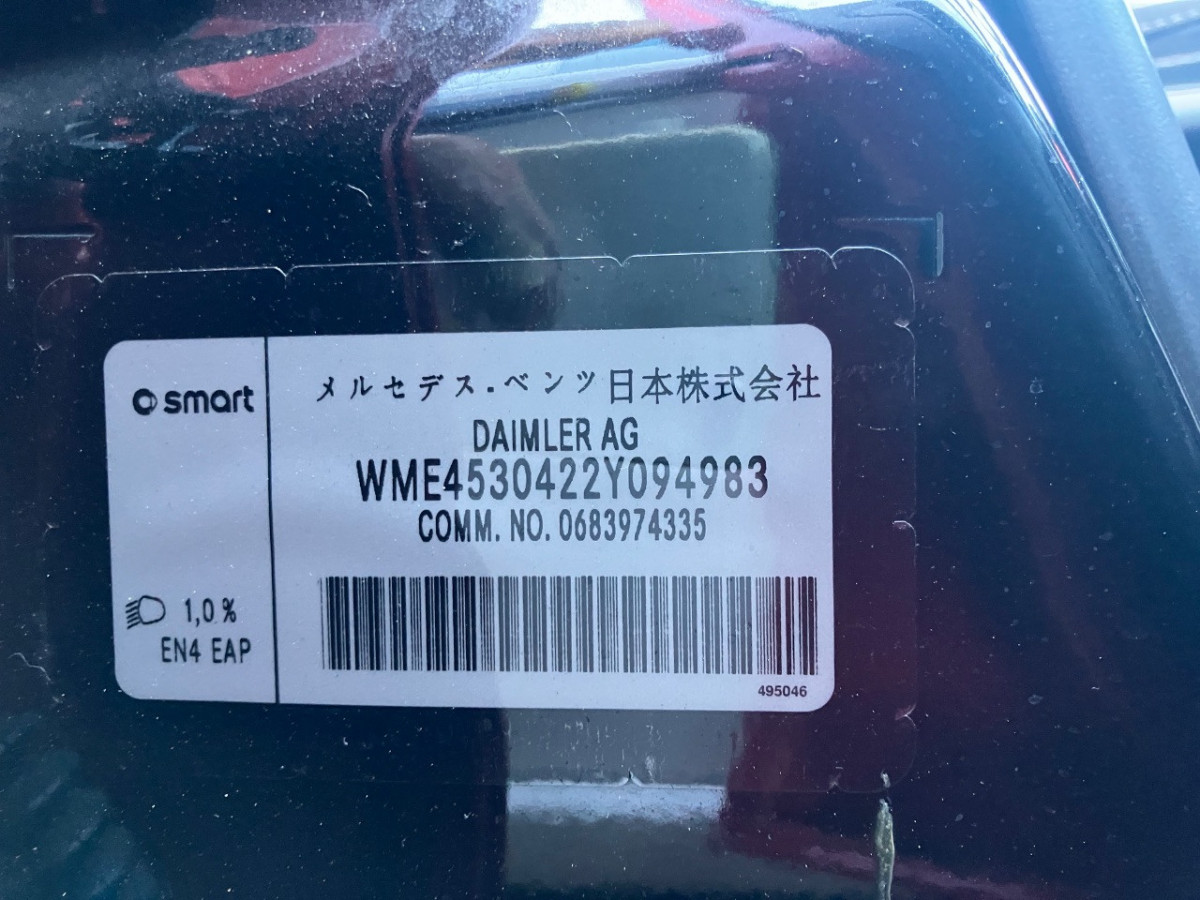 smart
メルセデス・ベンツ日本株式会社
DAIMLER AG
WME4530422Y094983
COMM. NO. 0683974335
1,0 %
EN4 EAP
495046